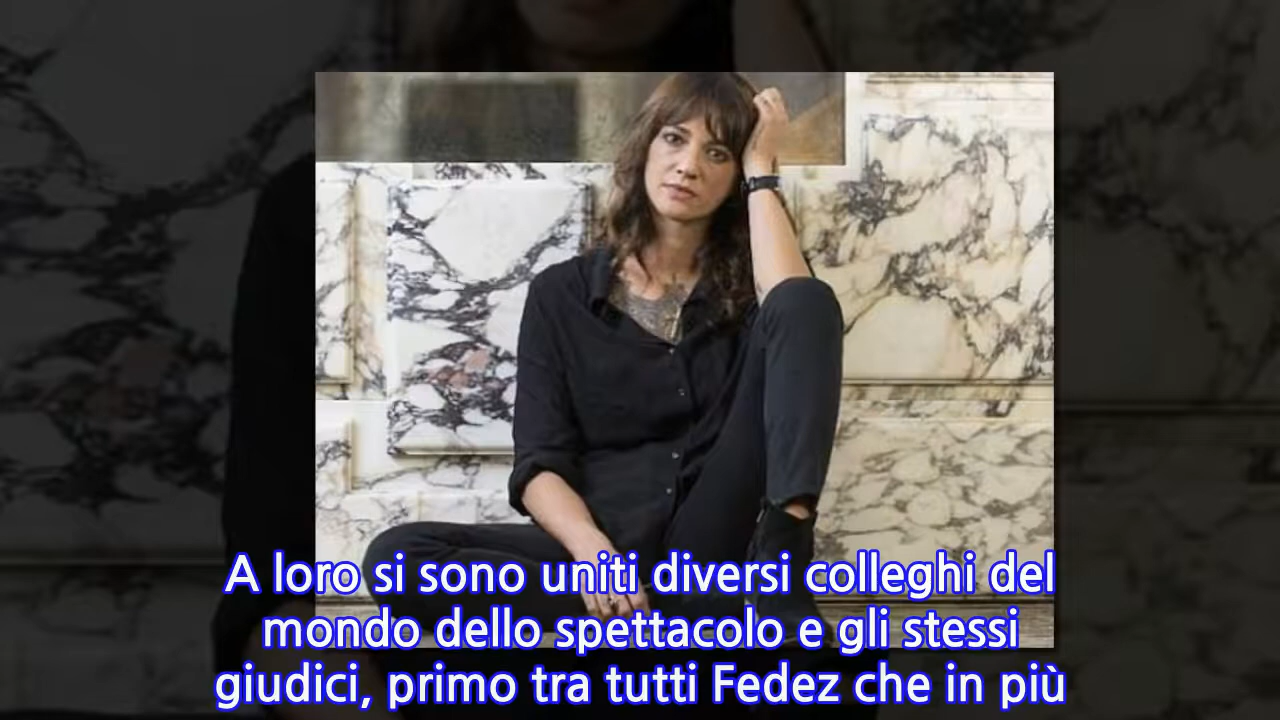 A loro si sono uniti diversi colleghi del
mondo dello spettacolo e gli stessi
giudici, primo tra tutti Fedez che in più